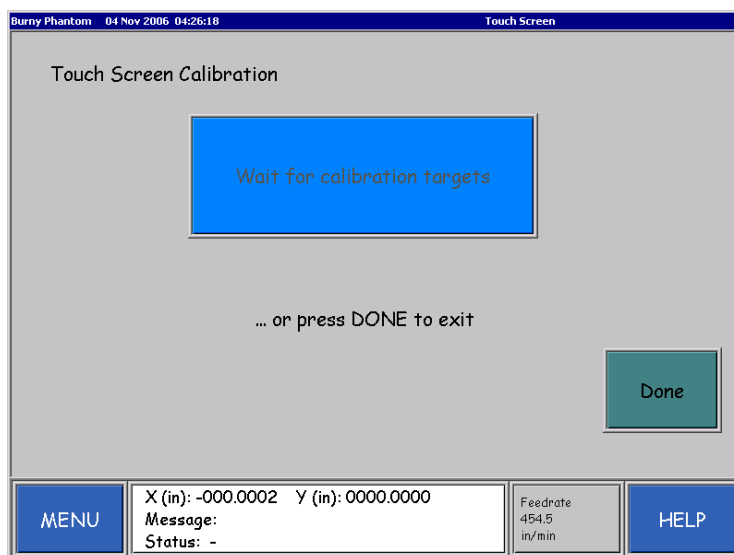 Burny Phantom 04 Nov 2006 04:26:18 Touch Screen
Touch Screen Calibration
Wait for calibration targets
... or press DONE to exit
Done
MENU
X (in): -000.0002 Y (in): 0000.0000
Message:
Status: -
Feedrate
454.5
in/min
HELP